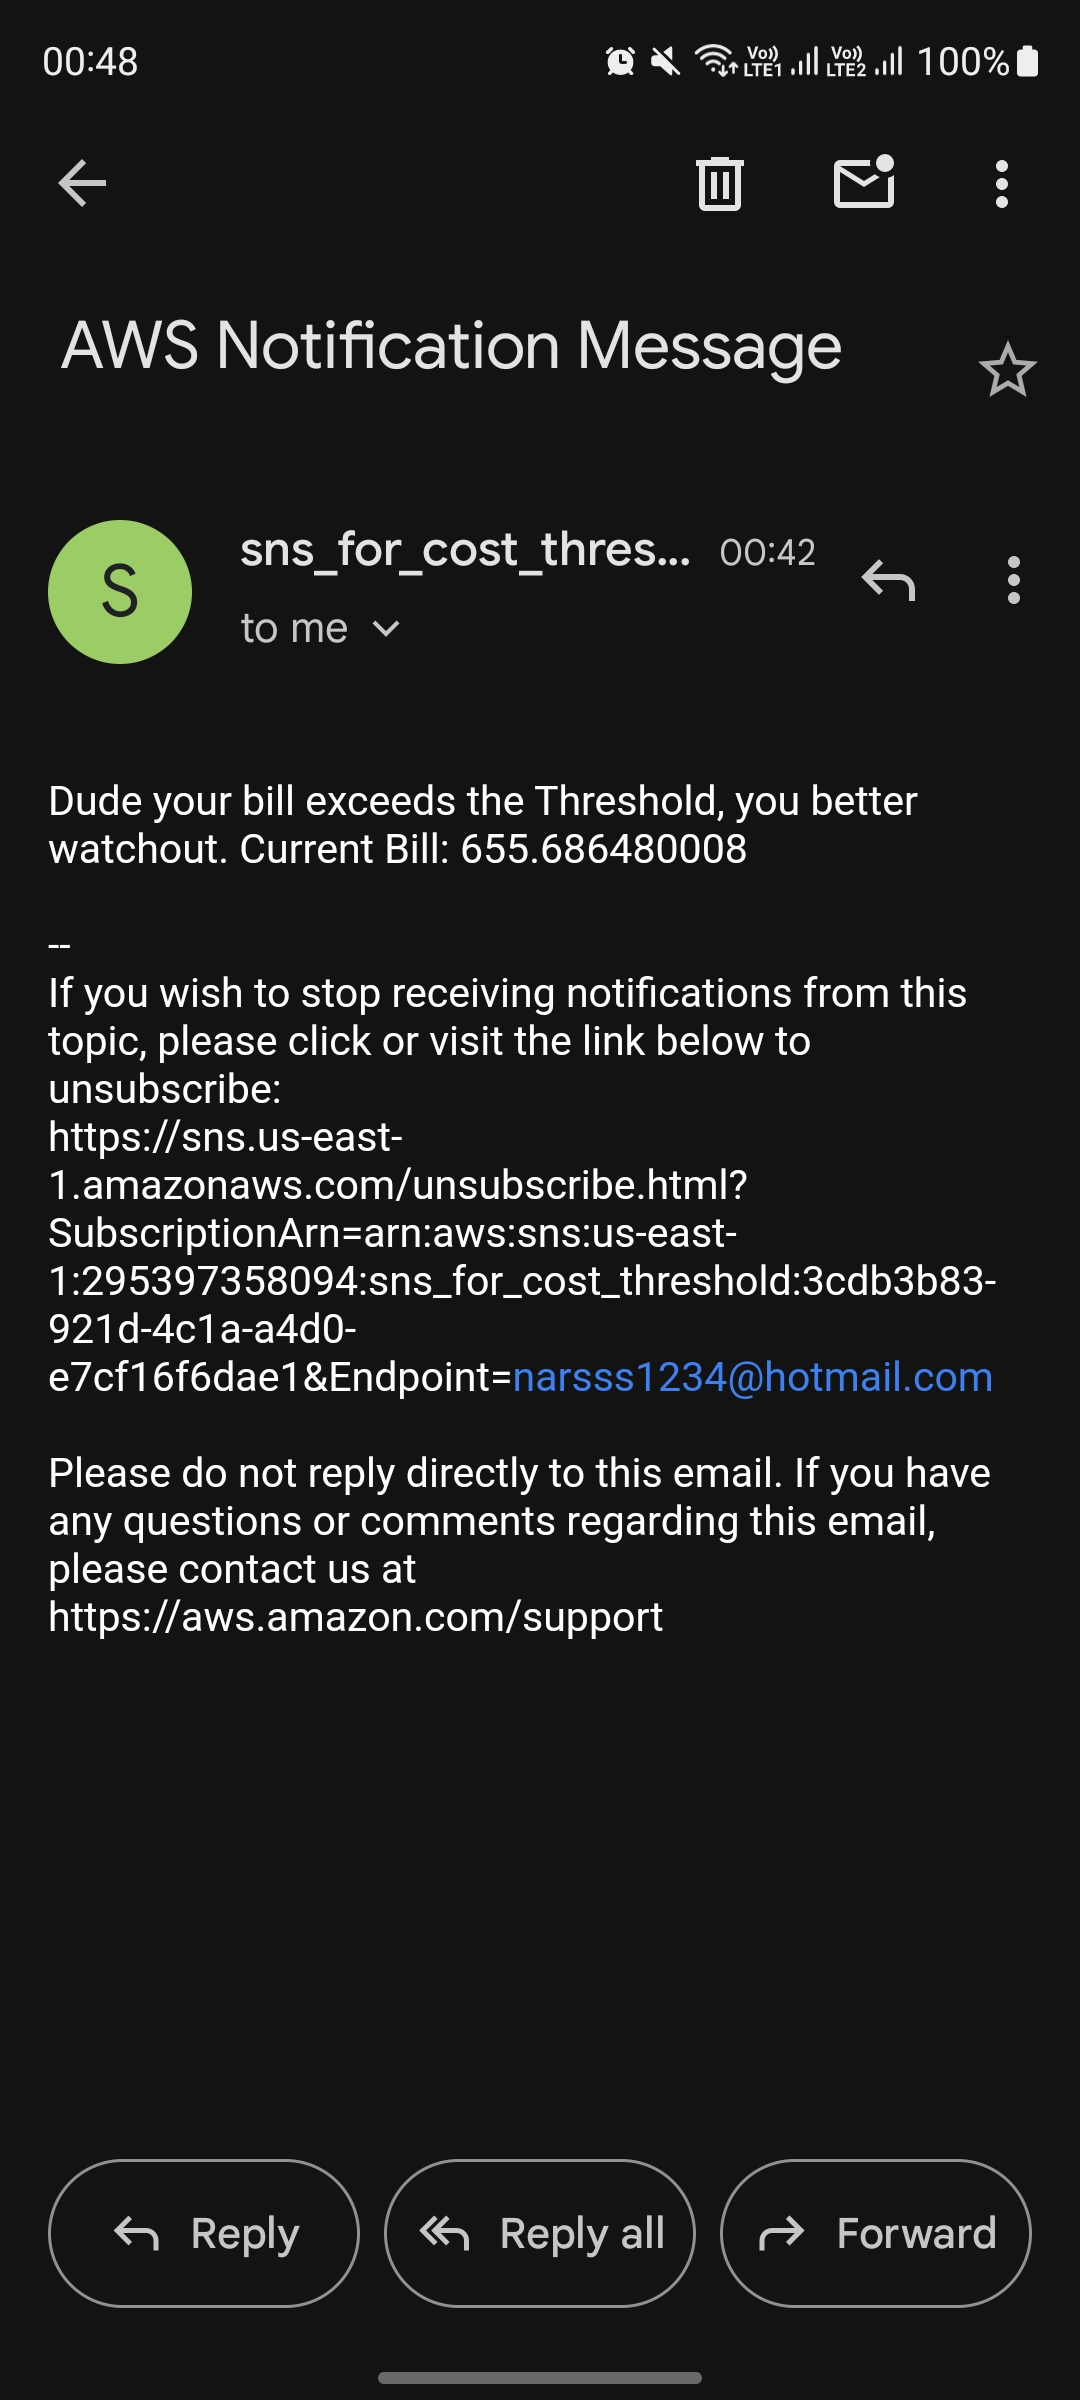 00:48 Vo)) LTE1 Vo)) LTE2 100%
AWS Notification Message
S
sns_for_cost_thres... 00:42
to me
Dude your bill exceeds the Threshold, you better
watchout. Current Bill: 655.686480008
--
If you wish to stop receiving notifications from this
topic, please click or visit the link below to
unsubscribe:
https://sns.us-east-
1.amazonaws.com/unsubscribe.html?
SubscriptionArn=arn:aws:sns:us-east-
1:295397358094:sns_for_cost_threshold:3cdb3b83-
921d-4c1a-a4d0-
e7cf16f6dae1&Endpoint=narsss1234@hotmail.com
Please do not reply directly to this email. If you have
any questions or comments regarding this email,
please contact us at
https://aws.amazon.com/support
Reply Reply all Forward